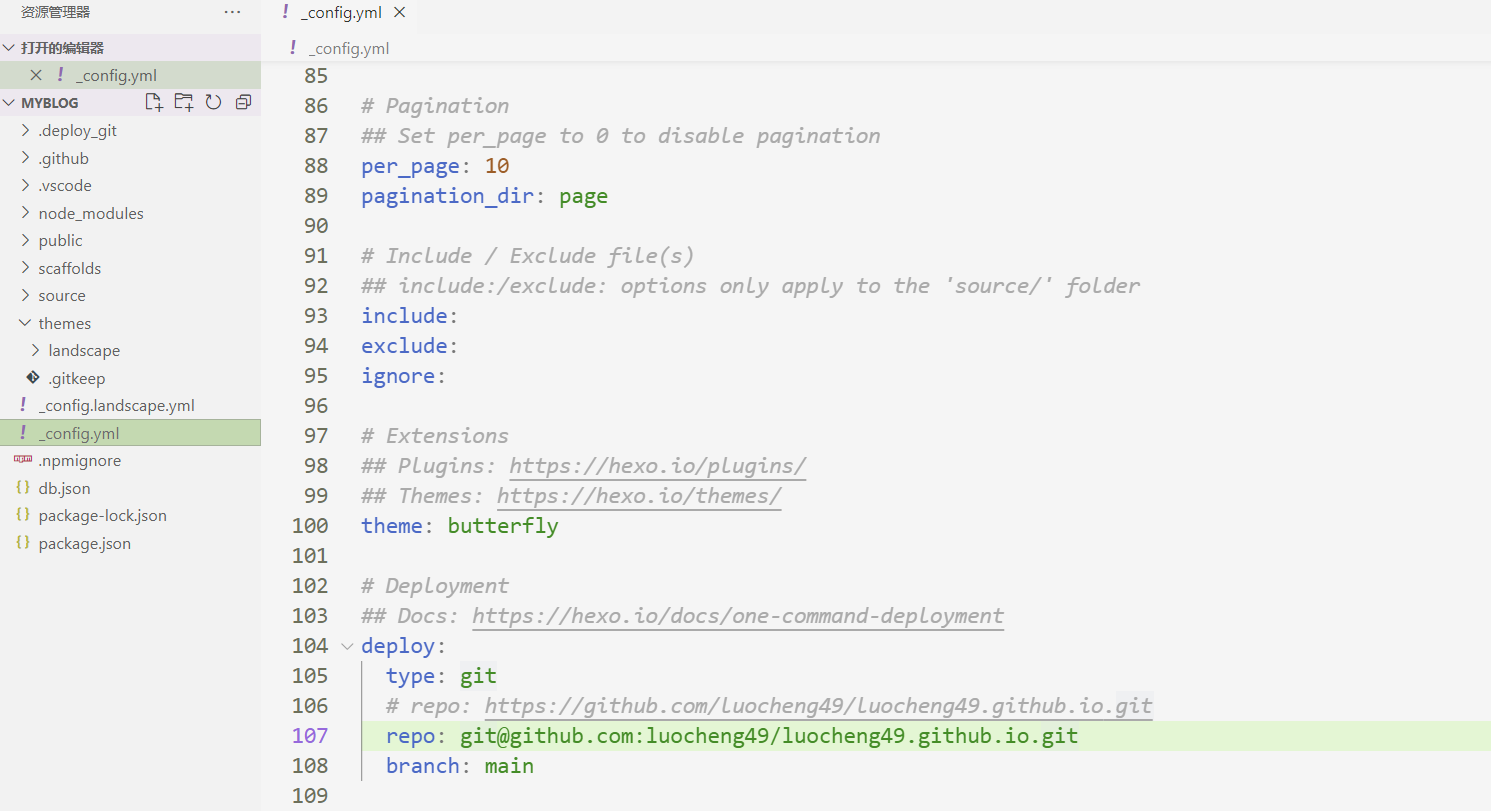 资源管理器 ···
打开的编辑器
_config.yml
MYBLOG
.deploy_git
.github
.vscode
node_modules
public
scaffolds
source
themes
landscape
.gitkeep
_config.landscape.yml
_config.yml
.npmignore
db.json
package-lock.json
package.json
! _config.yml
! _config.yml
85
86 # Pagination
87 ## Set per_page to 0 to disable pagination
88 per_page: 10
89 pagination_dir: page
90
91 # Include / Exclude file(s)
92 ## include:/exclude: options only apply to the 'source/' folder
93 include:
94 exclude:
95 ignore:
96
97 # Extensions
98 ## Plugins: https://hexo.io/plugins/
99 ## Themes: https://hexo.io/themes/
100 theme: butterfly
101
102 # Deployment
103 ## Docs: https://hexo.io/docs/one-command-deployment
104 deploy:
105 type: git
106 # repo: https://github.com/luocheng49/luocheng49.github.io.git
107 repo: git@github.com:luocheng49/luocheng49.github.io.git
108 branch: main
109